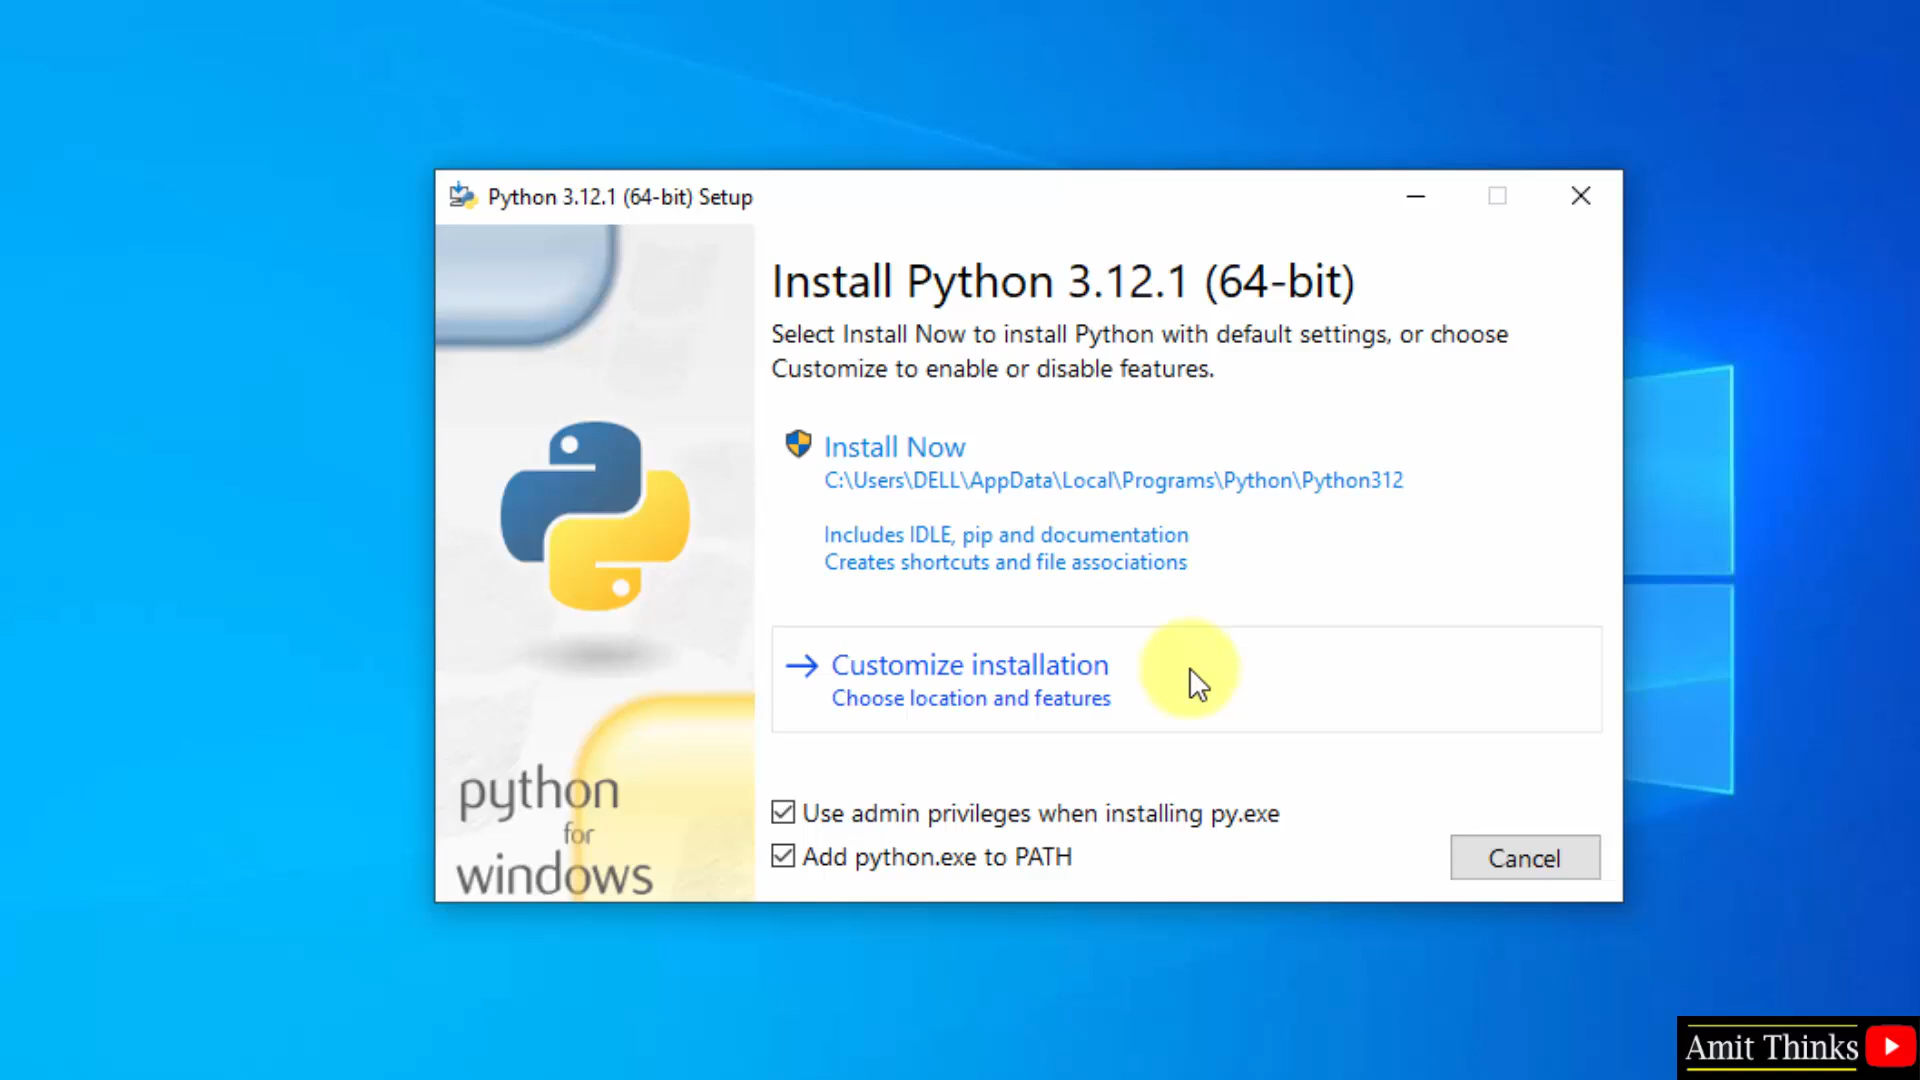 Python 3.12.1 (64-bit) Setup
Install Python 3.12.1 (64-bit)
Select Install Now to install Python with default settings, or choose
Customize to enable or disable features.
Install Now
C:\Users\DELL\AppData\Local\Programs\Python\Python312
Includes IDLE, pip and documentation
Creates shortcuts and file associations
Customize installation
Choose location and features
python
for
windows
Use admin privileges when installing py.exe
Add python.exe to PATH
Cancel
Amit Thinks